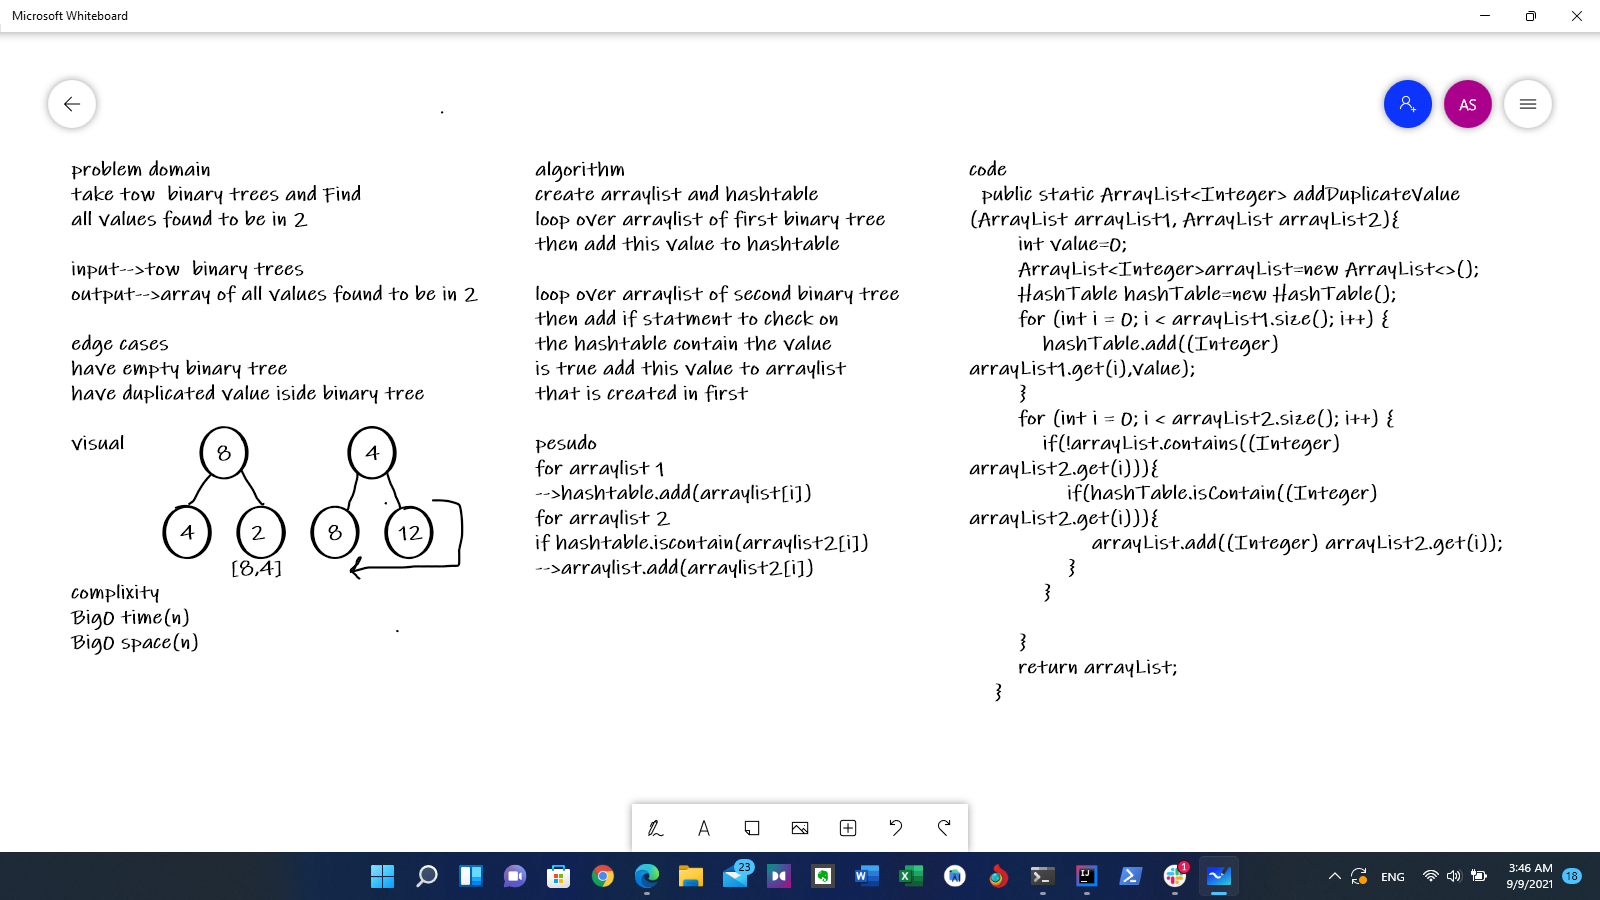 Microsoft Whiteboard
AS
problem domain
take tow binary trees and Find
all values found to be in 2
input-->tow binary trees
output-->array of all values found to be in 2
edge cases
have empty binary tree
have duplicated value iside binary tree
visual
8
4
2
4
8
12
[8,4]
complixity
BigO time(n)
BigO space(n)
algorithm
create arraylist and hashtable
loop over arraylist of first binary tree
then add this value to hashtable
loop over arraylist of second binary tree
then add if statment to check on
the hashtable contain the value
is true add this value to arraylist
that is created in first
pesudo
for arraylist 1
-->hashtable.add(arraylist[i])
for arraylist 2
if hashtable.iscontain(arraylist2[i])
-->arraylist.add(arraylist2[i])
code
public static ArrayList<Integer> addDuplicateValue
(ArrayList arrayList1, ArrayList arrayList2){
int value=0;
ArrayList<Integer>arrayList=new ArrayList<>();
HashTable hashTable=new HashTable();
for (int i = 0; i < arrayList1.size(); i++) {
hashTable.add((Integer)
arrayList1.get(i),value);
}
for (int i = 0; i < arrayList2.size(); i++) {
if(!arrayList.contains((Integer)
arrayList2.get(i))){
if(hashTable.isContain((Integer)
arrayList2.get(i))){
arrayList.add((Integer) arrayList2.get(i));
}
}
}
return arrayList;
}
23
1
ENG
3:46 AM
9/9/2021
18